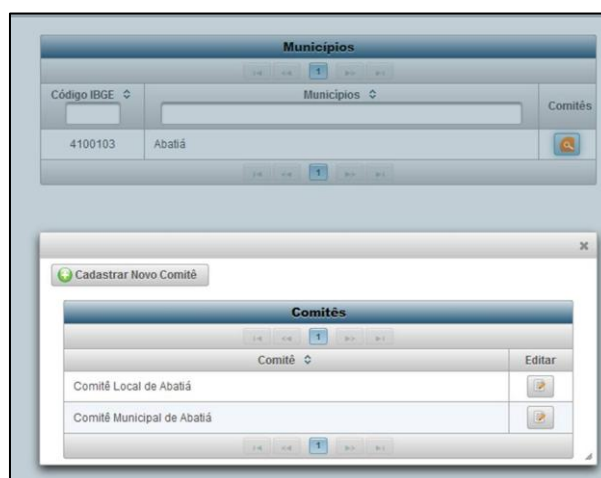 Municípios
1
Código IBGE Municípios Comitês
4100103 Abatiá
1
Cadastrar Novo Comitê
Comitês
1
Comitê Editar
Comitê Local de Abatiá
Comitê Municipal de Abatiá
1